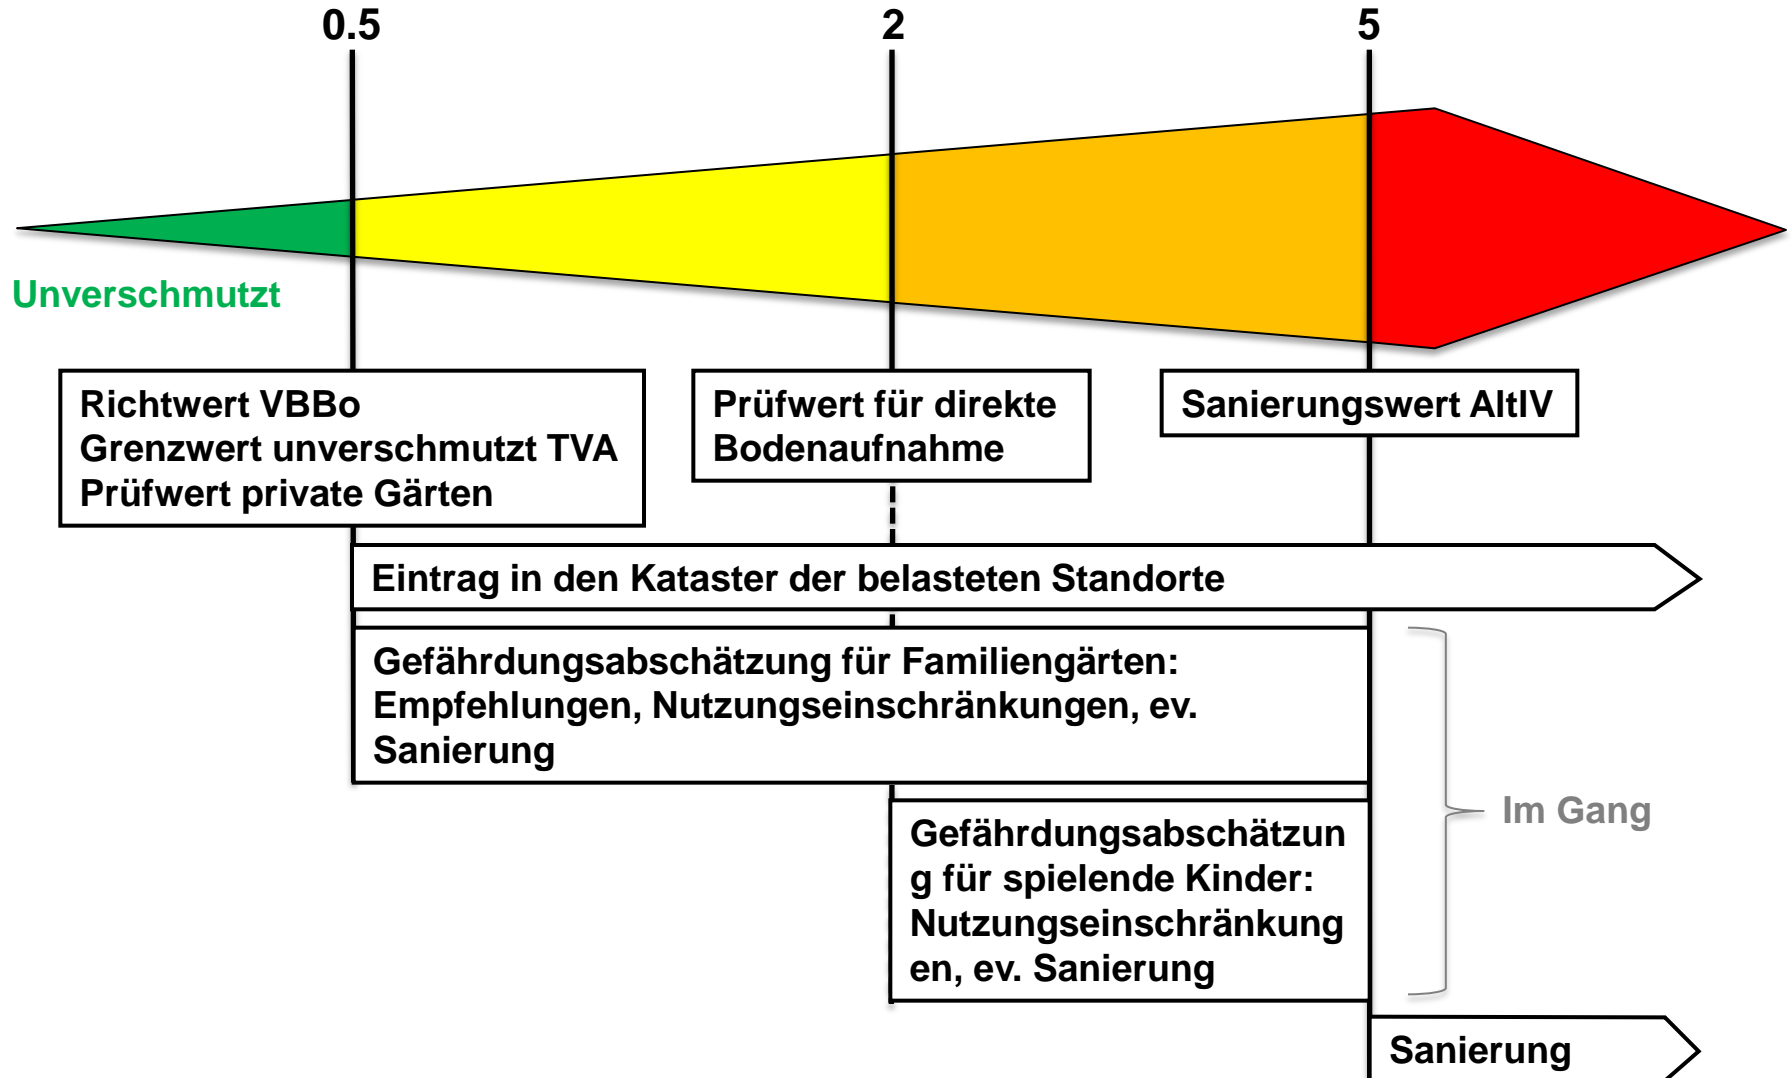 0.5
2
5
Unverschmutzt
Richtwert VBBo
Grenzwert unverschmutzt TVA
Prüfwert private Gärten
Prüfwert für direkte
Bodenaufnahme
Sanierungswert AltlV
Eintrag in den Kataster der belasteten Standorte
Gefährdungsabschätzung für Familiengärten:
Empfehlungen, Nutzungseinschränkungen, ev.
Sanierung
Gefährdungsabschätzun
g für spielende Kinder:
Nutzungseinschränkung
en, ev. Sanierung
Im Gang
Sanierung